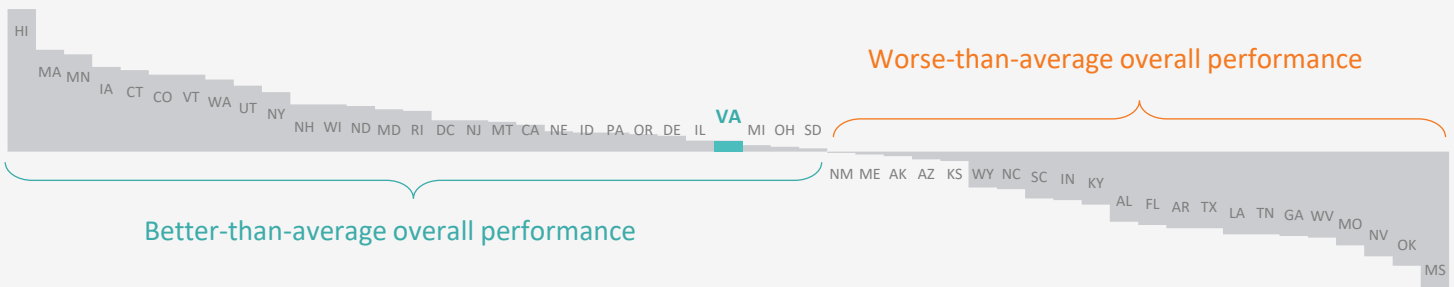 HI
MA
MN
IA
CT
CO
VT
WA
UT
NY
NH
WI
ND
MD
RI
DC
NJ
MT
CA
NE
ID
PA
OR
DE
IL
VA
MI
OH
SD
Worse-than-average overall performance
NM
ME
AK
AZ
KS
WY
NC
SC
IN
KY
AL
FL
AR
TX
LA
TN
GA
WV
MO
NV
OK
MS
Better-than-average overall performance